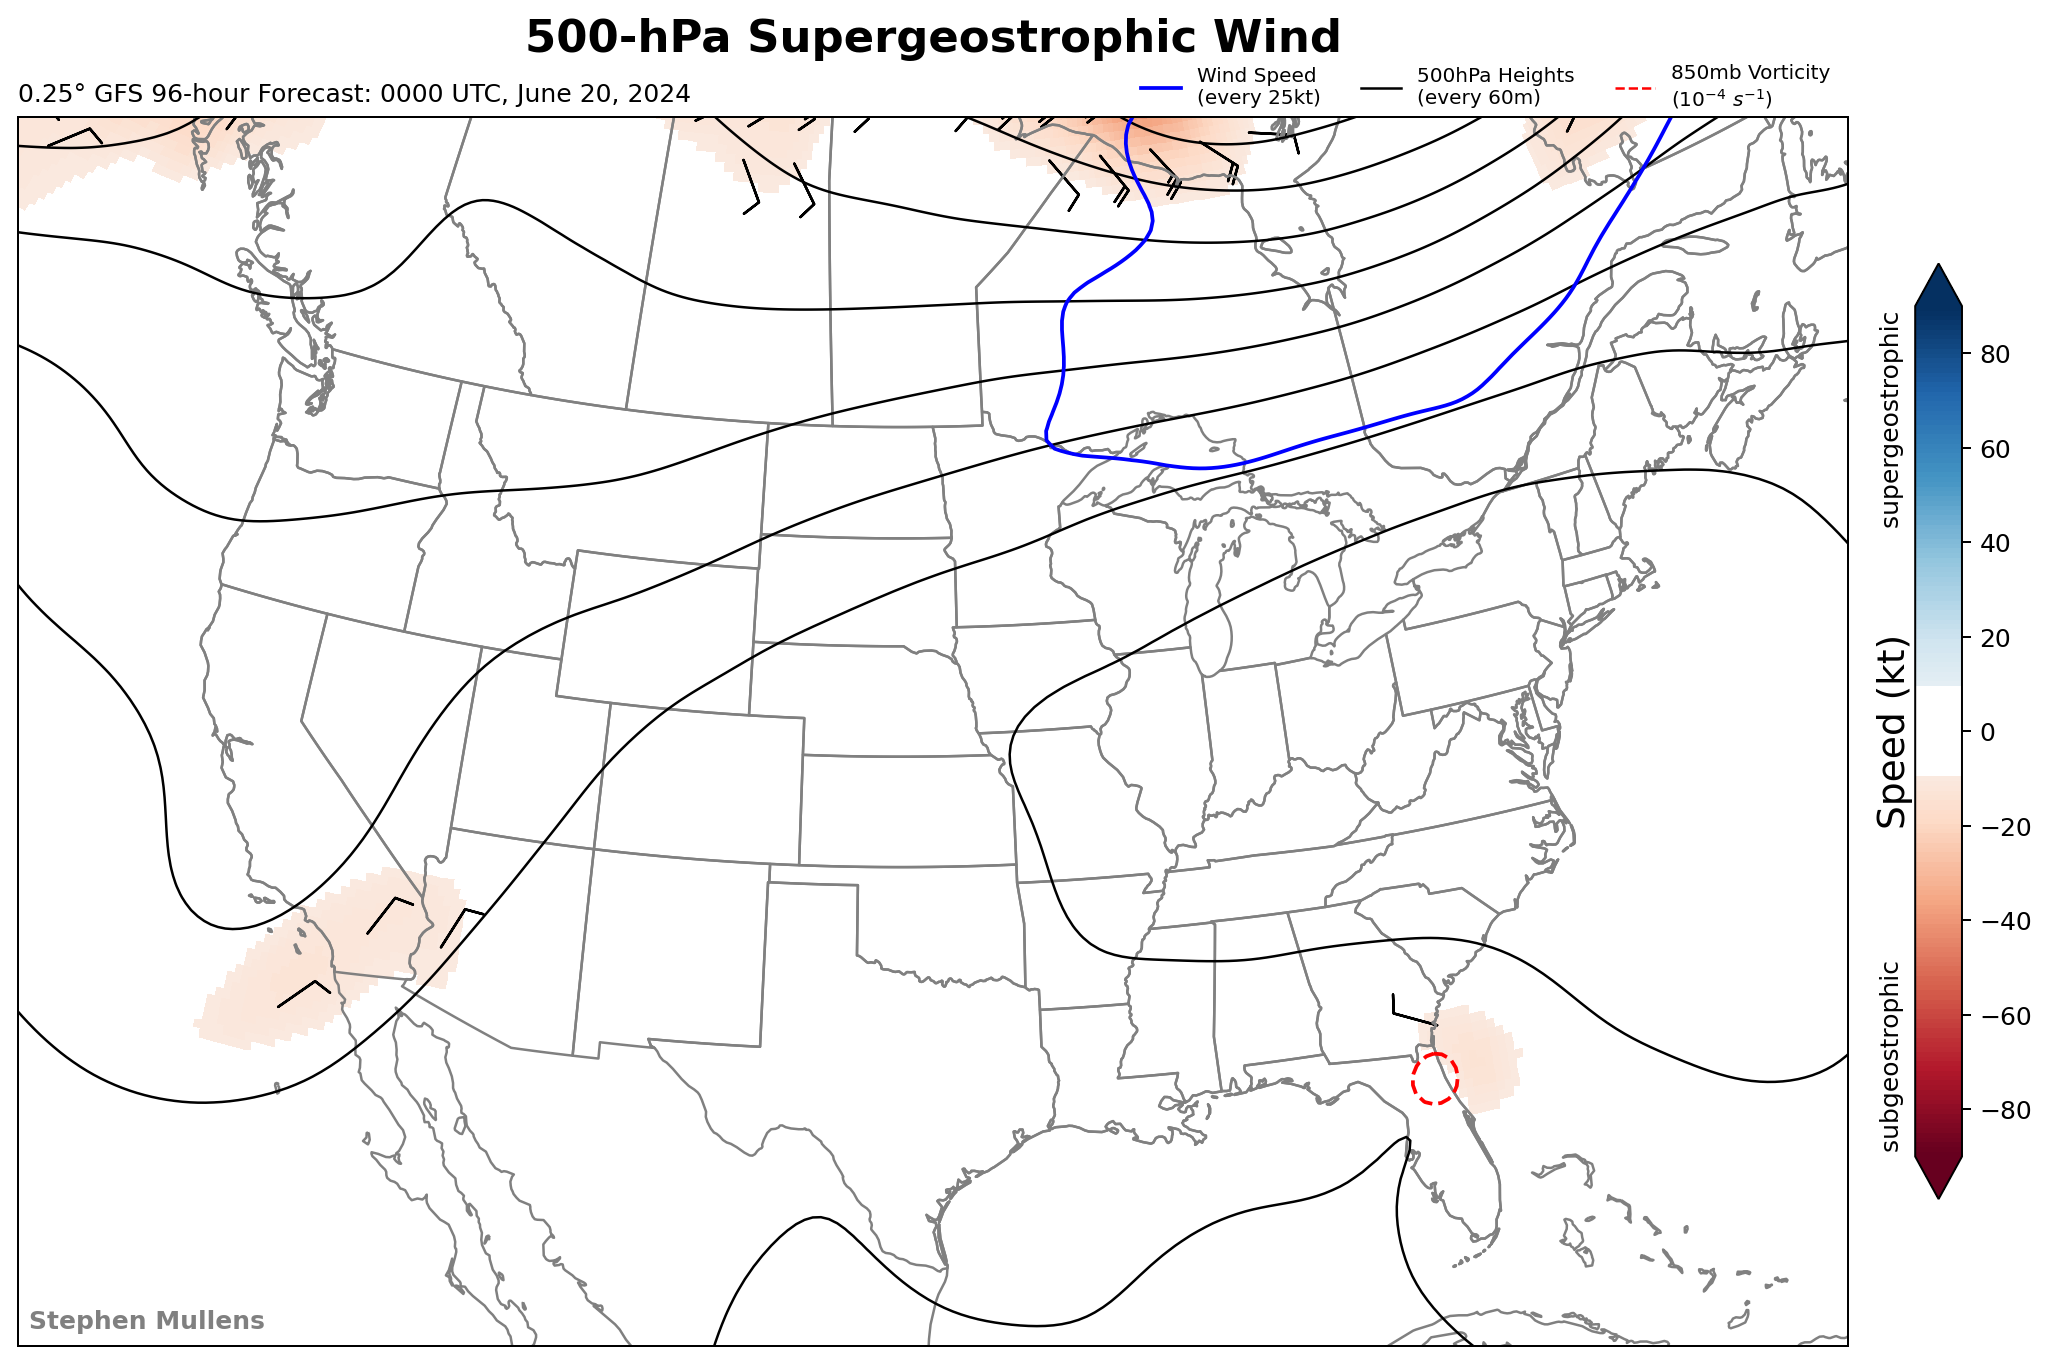 500-hPa Supergeostrophic Wind
0.25° GFS 96-hour Forecast: 0000 UTC, June 20, 2024
Wind Speed
(every 25kt)
500hPa Heights
(every 60m)
850mb Vorticity
(10⁻⁴ s⁻¹)
supergeostrophic
Speed (kt)
subgeostrophic
80
60
40
20
0
−20
−40
−60
−80
Stephen Mullens